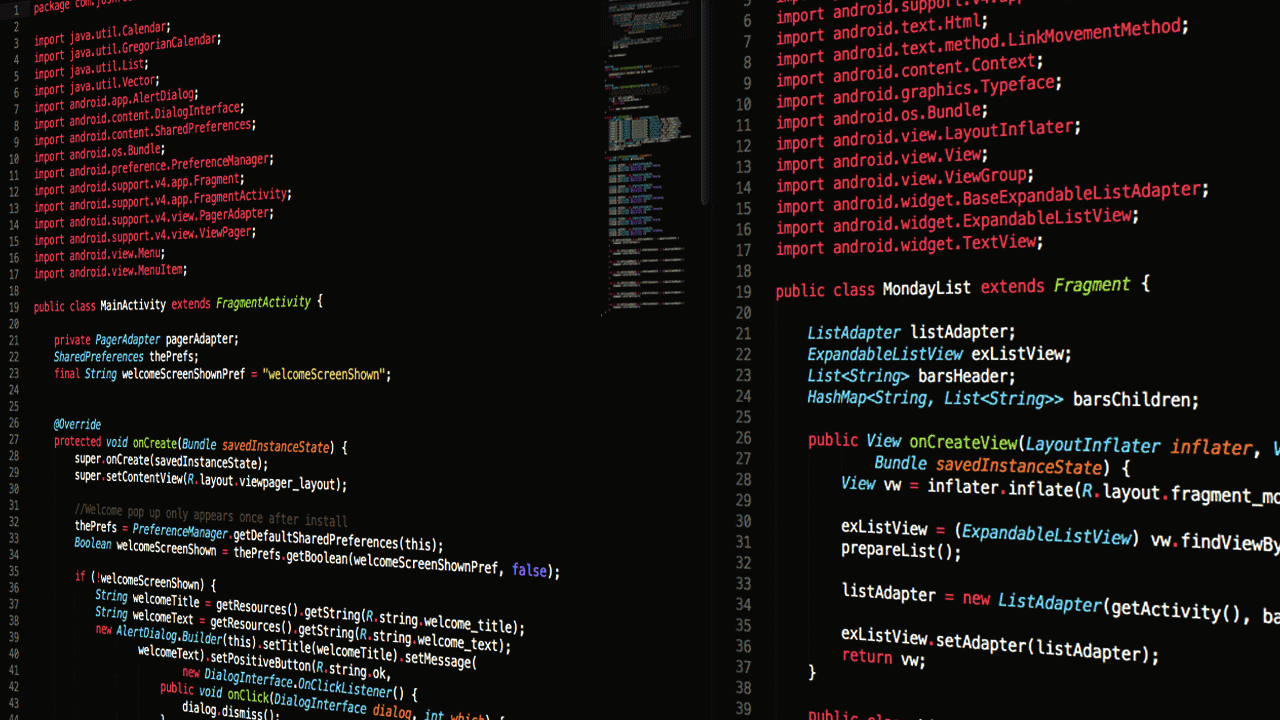 1 package
2
3 import java.util.Calendar;
4 import java.util.GregorianCalendar;
5 import java.util.List;
6 import java.util.Vector;
7 import android.app.AlertDialog;
8 import android.content.DialogInterface;
9 import android.content.SharedPreferences;
10 import android.os.Bundle;
11 import android.preference.PreferenceManager;
12 import android.support.v4.app.Fragment;
13 import android.support.v4.app.FragmentActivity;
14 import android.support.v4.view.PagerAdapter;
15 import android.support.v4.view.ViewPager;
16 import android.view.Menu;
17 import android.view.MenuItem;
18
19 public class MainActivity extends FragmentActivity {
20
21 private PagerAdapter pagerAdapter;
22 SharedPreferences thePrefs;
23 final String welcomeScreenShownPref = "welcomeScreenShown";
24
25
26 @Override
27 protected void onCreate(Bundle savedInstanceState) {
28 super.onCreate(savedInstanceState);
29 super.setContentView(R.layout.viewpager_layout);
30
31 //Welcome pop up only appears once after install
32 thePrefs = PreferenceManager.getDefaultSharedPreferences(this);
33 Boolean welcomeScreenShown = thePrefs.getBoolean(welcomeScreenShownPref, false);
34
35 if (!welcomeScreenShown) {
36 String welcomeTitle = getResources().getString(R.string.welcome_title);
37 String welcomeText = getResources().getString(R.string.welcome_text);
38 new AlertDialog.Builder(this).setTitle(welcomeTitle).setMessage(
39 welcomeText).setPositiveButton(R.string.ok,
40 new DialogInterface.OnClickListener() {
41 public void onClick(DialogInterface dialog, int which) {
42 dialog.dismiss();
43 }
6 import android.support.v4
7 import android.text.Html;
8 import android.text.method.LinkMovementMethod;
9 import android.content.Context;
10 import android.graphics.Typeface;
11 import android.os.Bundle;
12 import android.view.LayoutInflater;
13 import android.view.View;
14 import android.view.ViewGroup;
15 import android.widget.BaseExpandableListAdapter;
16 import android.widget.ExpandableListView;
17 import android.widget.TextView;
18
19 public class MondayList extends Fragment {
20
21 ListAdapter listAdapter;
22 ExpandableListView exListView;
23 List<String> barsHeader;
24 HashMap<String, List<String>> barsChildren;
25
26 public View onCreateView(LayoutInflater inflater, V
27 Bundle savedInstanceState) {
28 View vw = inflater.inflate(R.layout.fragment_mo
29
30 exListView = (ExpandableListView) vw.findViewBy
31 prepareList();
32
33 listAdapter = new ListAdapter(getActivity(), ba
34
35 exListView.setAdapter(listAdapter);
36 return vw;
37 }
38
39 public